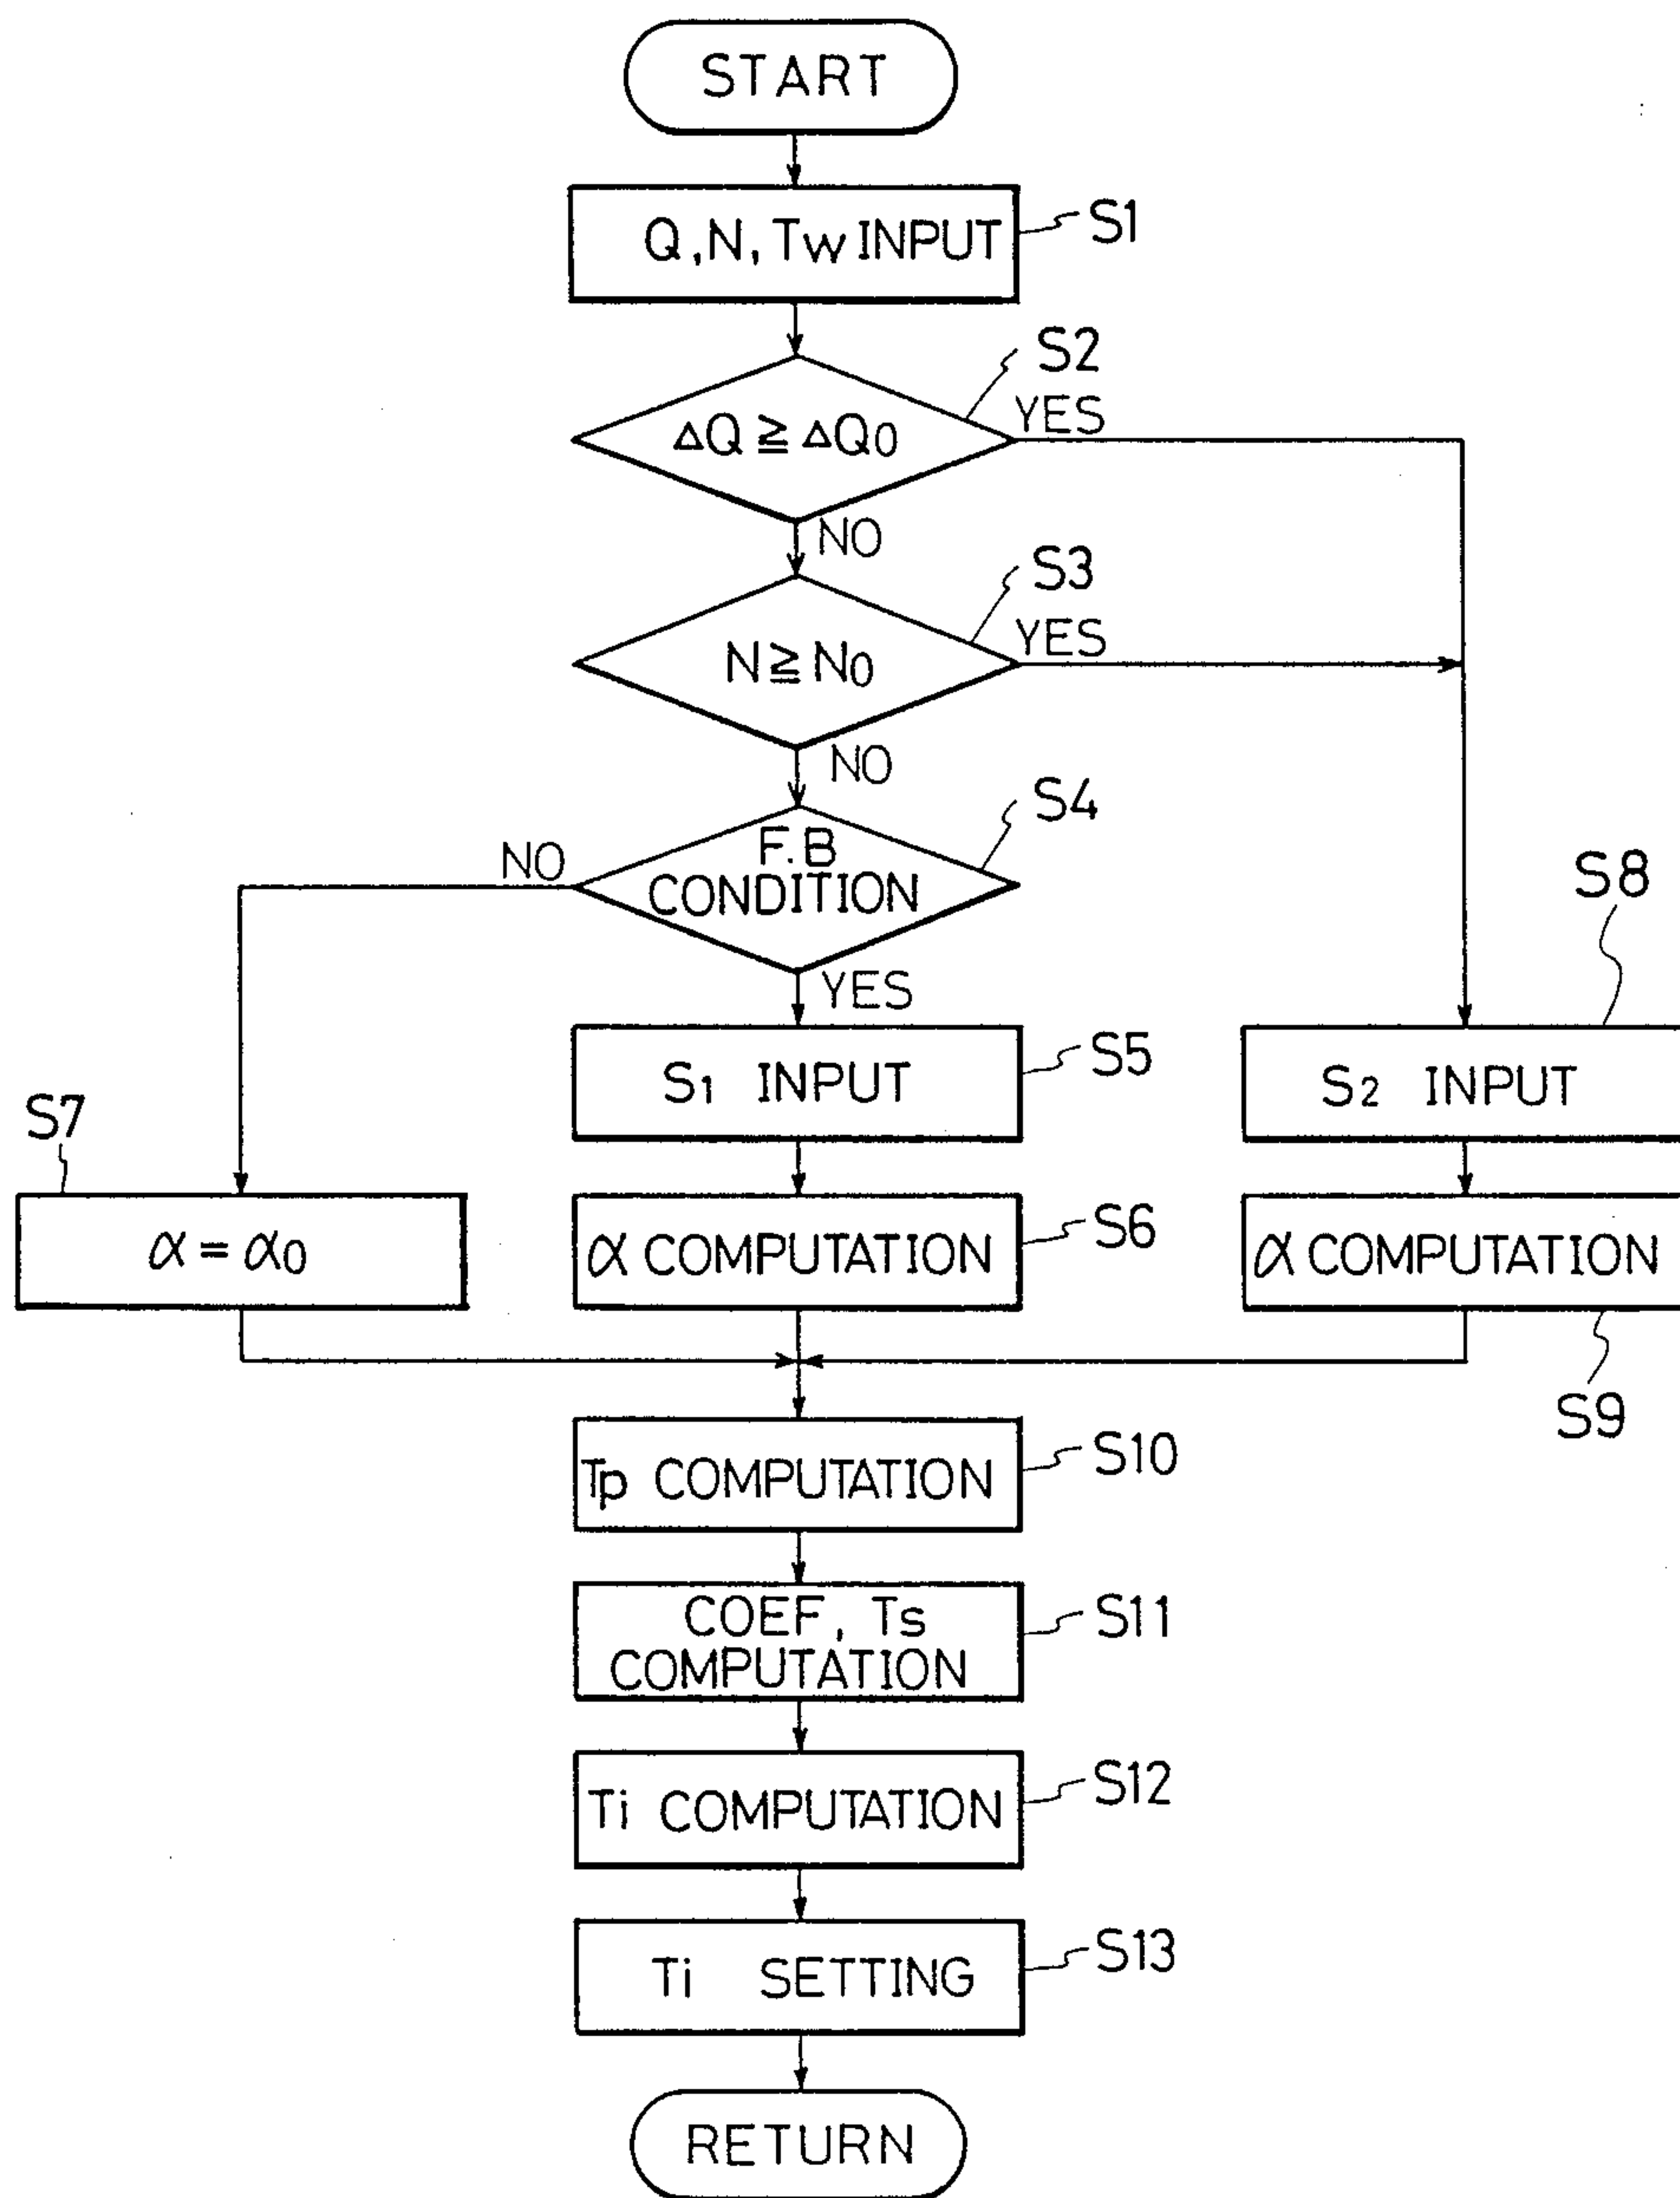 START
Q, N, Tw INPUT
S1
S2
ΔQ ≧ ΔQ0
YES
NO
S3
N ≧ N0
YES
NO
S4
F.B
CONDITION
NO
YES
S8
S1 INPUT
S5
S2 INPUT
S7
α = α0
α COMPUTATION
S6
α COMPUTATION
S9
Tp COMPUTATION
S10
COEF, Ts
COMPUTATION
S11
Ti COMPUTATION
S12
Ti SETTING
S13
RETURN